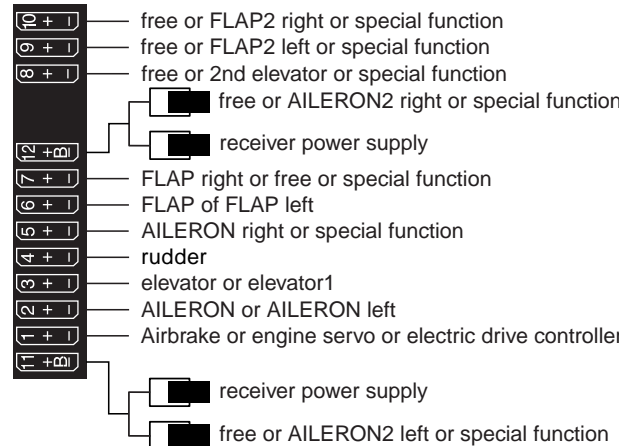 10 + – free or FLAP2 right or special function
9 + – free or FLAP2 left or special function
8 + – free or 2nd elevator or special function
free or AILERON2 right or special function
12 +B– receiver power supply
7 + – FLAP right or free or special function
6 + – FLAP of FLAP left
5 + – AILERON right or special function
4 + – rudder
3 + – elevator or elevator1
2 + – AILERON or AILERON left
1 + – Airbrake or engine servo or electric drive controller
11 +B–
receiver power supply
free or AILERON2 left or special function